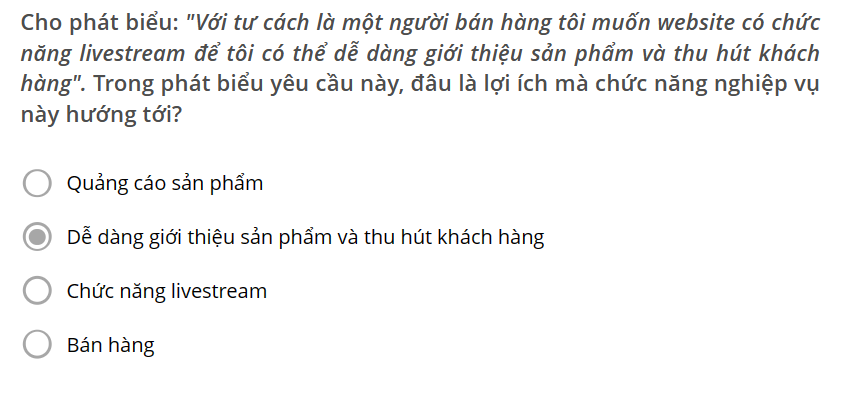 Cho phát biểu: "Với tư cách là một người bán hàng tôi muốn website có chức
năng livestream để tôi có thể dễ dàng giới thiệu sản phẩm và thu hút khách
hàng". Trong phát biểu yêu cầu này, đâu là lợi ích mà chức năng nghiệp vụ
này hướng tới?
Quảng cáo sản phẩm
Dễ dàng giới thiệu sản phẩm và thu hút khách hàng
Chức năng livestream
Bán hàng